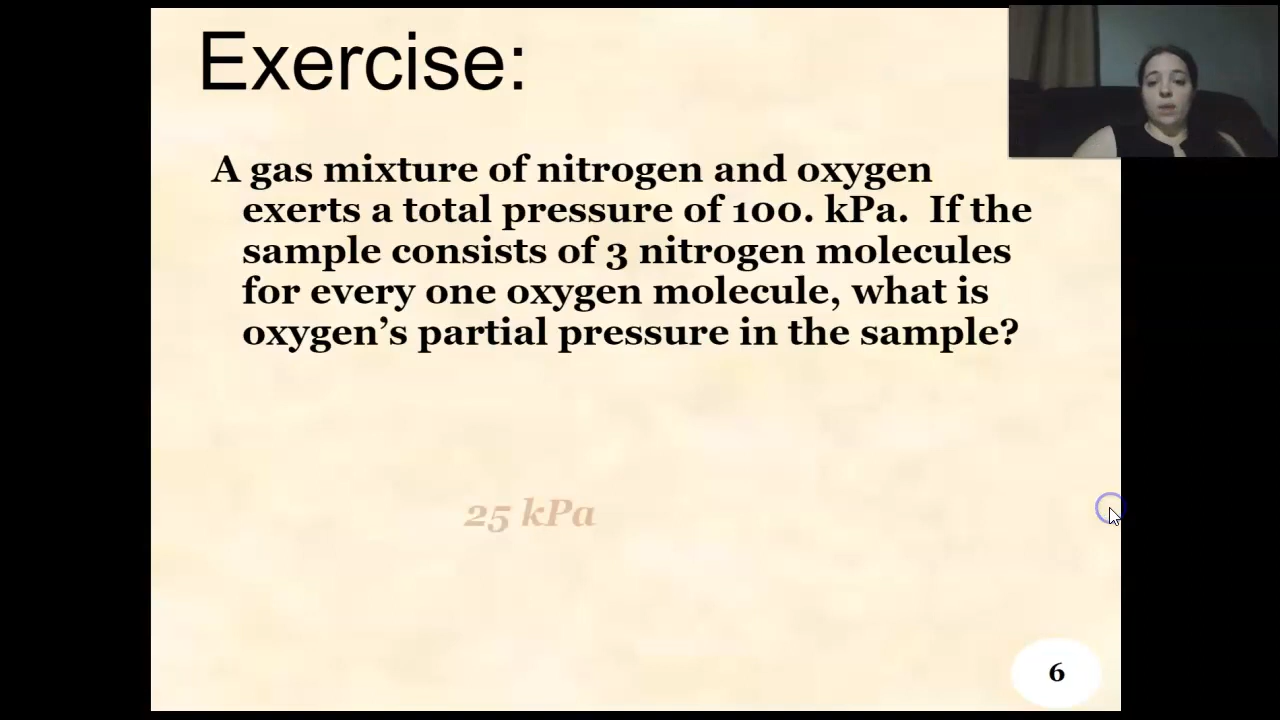 Exercise:
A gas mixture of nitrogen and oxygen
exerts a total pressure of 100. kPa.  If the
sample consists of 3 nitrogen molecules
for every one oxygen molecule, what is
oxygen’s partial pressure in the sample?
25 kPa
6